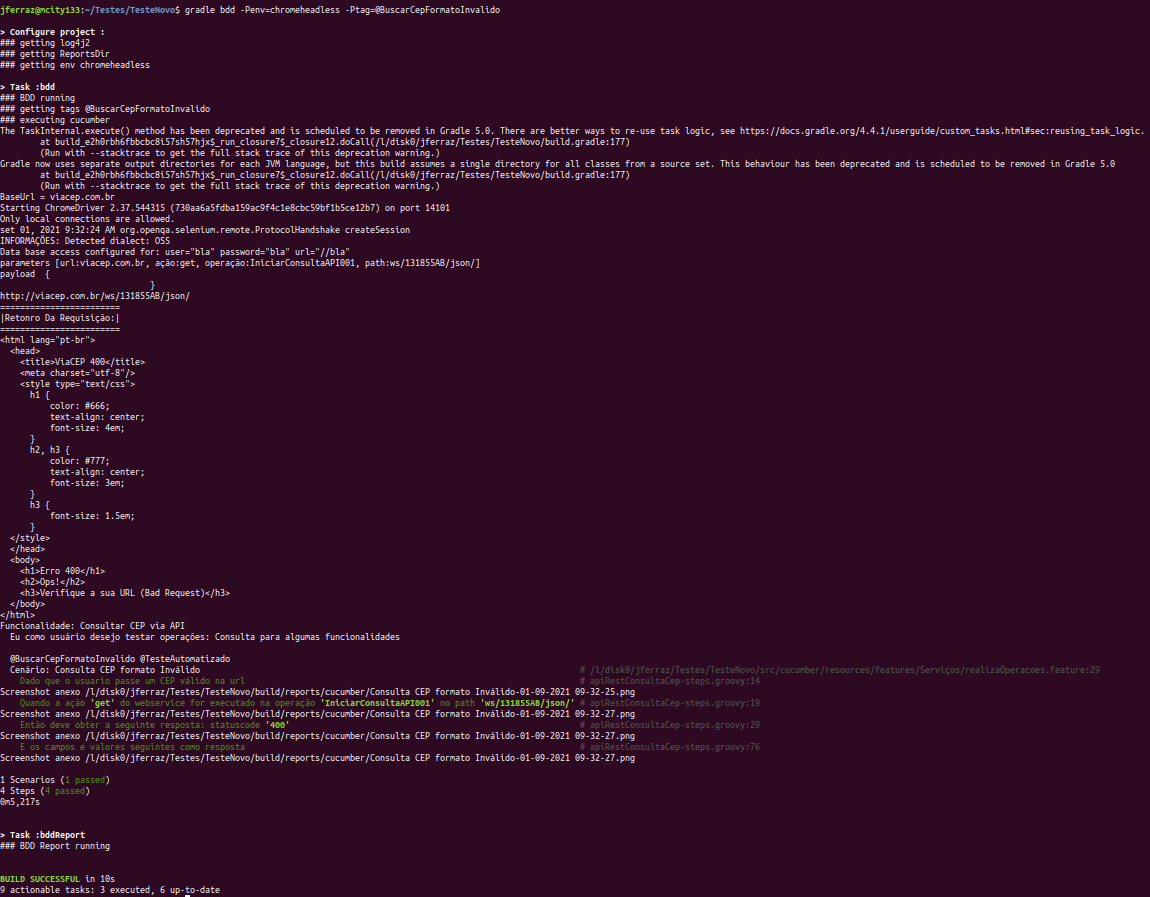 jferraz@mcity133:~/Testes/TesteNovo$ gradle bdd -Penv=chromeheadless -Ptag=@BuscarCepFormatoInvalido
> Configure project :
### getting log4j2
### getting ReportsDir
### getting env chromeheadless
> Task :bdd
### BDD running
### getting tags @BuscarCepFormatoInvalido
### executing cucumber
The TaskInternal.execute() method has been deprecated and is scheduled to be removed in Gradle 5.0. There are better ways to re-use task logic, see https://docs.gradle.org/4.4.1/userguide/custom_tasks.html#sec:reusing_task_logic.
at build_e2h0rbh6fbbcbc8i57sh57hjx$_run_closure7$_closure12.doCall(/l/disk0/jferraz/Testes/TesteNovo/build.gradle:177)
(Run with --stacktrace to get the full stack trace of this deprecation warning.)
Gradle now uses separate output directories for each JVM language, but this build assumes a single directory for all classes from a source set. This behaviour has been deprecated and is scheduled to be removed in Gradle 5.0
at build_e2h0rbh6fbbcbc8i57sh57hjx$_run_closure7$_closure12.doCall(/l/disk0/jferraz/Testes/TesteNovo/build.gradle:177)
(Run with --stacktrace to get the full stack trace of this deprecation warning.)
BaseUrl = viacep.com.br
Starting ChromeDriver 2.37.544315 (730aa6a5fdba159ac9f4c1e8cbc59bf1b5ce12b7) on port 14101
Only local connections are allowed.
set 01, 2021 9:32:24 AM org.openqa.selenium.remote.ProtocolHandshake createSession
INFORMAÇÕES: Detected dialect: OSS
Data base access configured for: user="bla" password="bla" url="//bla"
parameters [url:viacep.com.br, ação:get, operação:IniciarConsultaAPI001, path:ws/131855AB/json/]
payload  {
}
http://viacep.com.br/ws/131855AB/json/
========================
|Retonro Da Requisição:|
========================
<html lang="pt-br">
<head>
<title>ViaCEP 400</title>
<meta charset="utf-8"/>
<style type="text/css">
h1 {
color: #666;
text-align: center;
font-size: 4em;
}
h2, h3 {
color: #777;
text-align: center;
font-size: 3em;
}
h3 {
font-size: 1.5em;
}
</style>
</head>
<body>
<h1>Erro 400</h1>
<h2>Ops!</h2>
<h3>Verifique a sua URL (Bad Request)</h3>
</body>
</html>
Funcionalidade: Consultar CEP via API
Eu como usuário desejo testar operações: Consulta para algumas funcionalidades
@BuscarCepFormatoInvalido @TesteAutomatizado
Cenário: Consulta CEP formato Inválido # /l/disk0/jferraz/Testes/TesteNovo/src/cucumber/resources/features/Serviços/realizaOperacoes.feature:29
Dado que o usuario passe um CEP válido na url # apiRestConsultaCep-steps.groovy:14
Screenshot anexo /l/disk0/jferraz/Testes/TesteNovo/build/reports/cucumber/Consulta CEP formato Inválido-01-09-2021 09-32-25.png
Quando a ação 'get' do webservice for executado na operação 'IniciarConsultaAPI001' no path 'ws/131855AB/json/' # apiRestConsultaCep-steps.groovy:19
Screenshot anexo /l/disk0/jferraz/Testes/TesteNovo/build/reports/cucumber/Consulta CEP formato Inválido-01-09-2021 09-32-27.png
Então deve obter a seguinte resposta: statuscode '400' # apiRestConsultaCep-steps.groovy:29
Screenshot anexo /l/disk0/jferraz/Testes/TesteNovo/build/reports/cucumber/Consulta CEP formato Inválido-01-09-2021 09-32-27.png
E os campos e valores seguintes como resposta # apiRestConsultaCep-steps.groovy:76
Screenshot anexo /l/disk0/jferraz/Testes/TesteNovo/build/reports/cucumber/Consulta CEP formato Inválido-01-09-2021 09-32-27.png
1 Scenarios (1 passed)
4 Steps (4 passed)
0m5,217s
> Task :bddReport
### BDD Report running
BUILD SUCCESSFUL in 10s
9 actionable tasks: 3 executed, 6 up-to-date